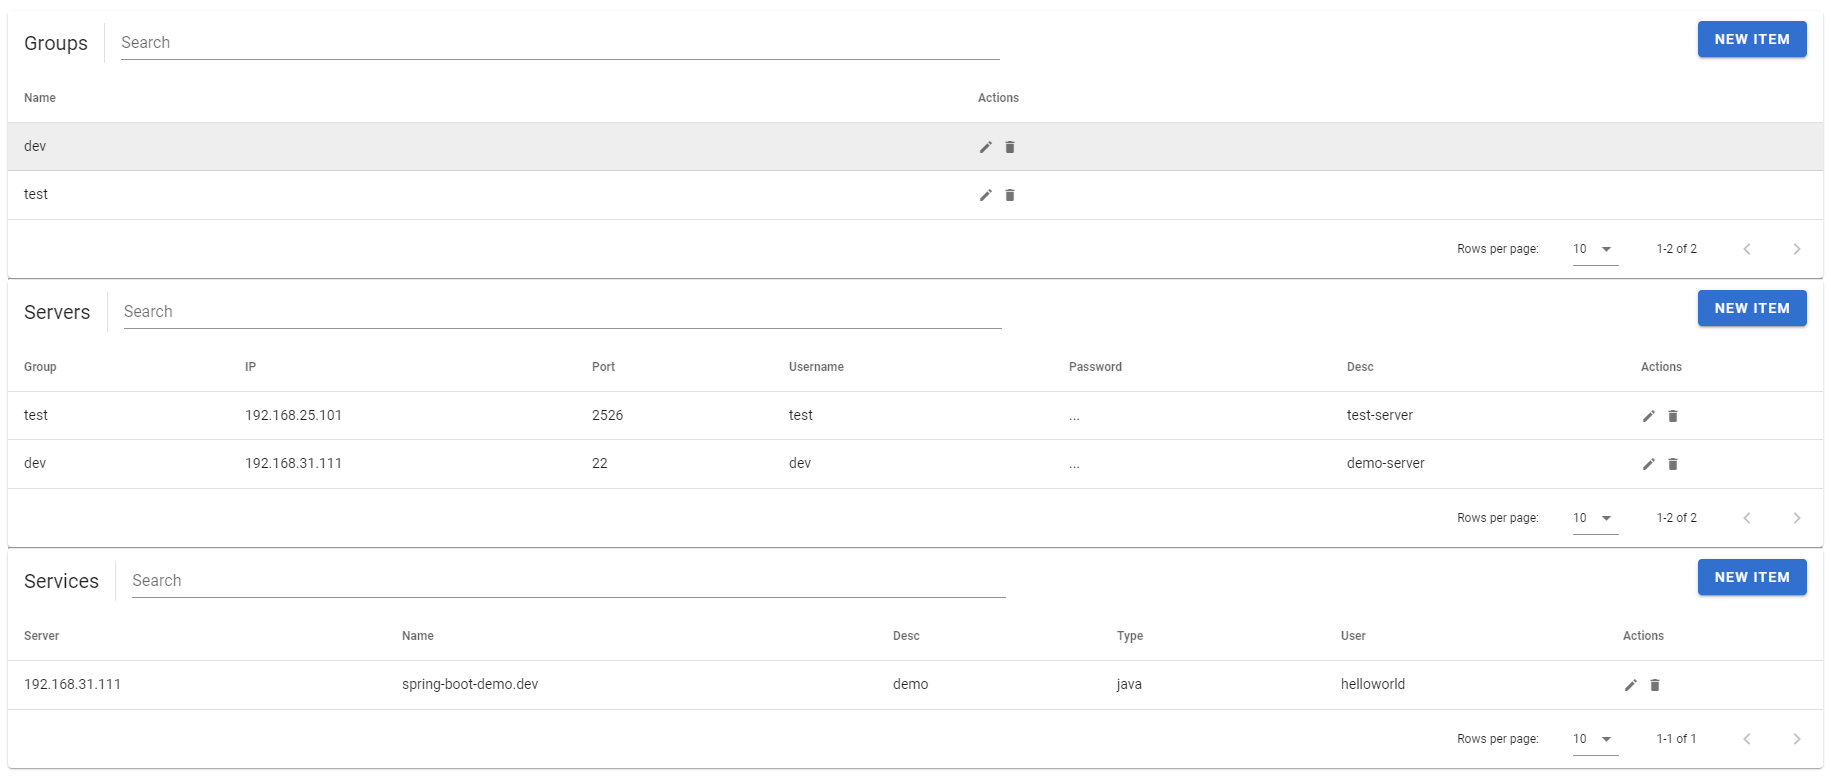 Groups Search NEW ITEM
Name Actions
dev
test
Rows per page: 10 1-2 of 2
Servers Search NEW ITEM
Group IP Port Username Password Desc Actions
test 192.168.25.101 2526 test ... test-server
dev 192.168.31.111 22 dev ... demo-server
Rows per page: 10 1-2 of 2
Services Search NEW ITEM
Server Name Desc Type User Actions
192.168.31.111 spring-boot-demo.dev demo java helloworld
Rows per page: 10 1-1 of 1